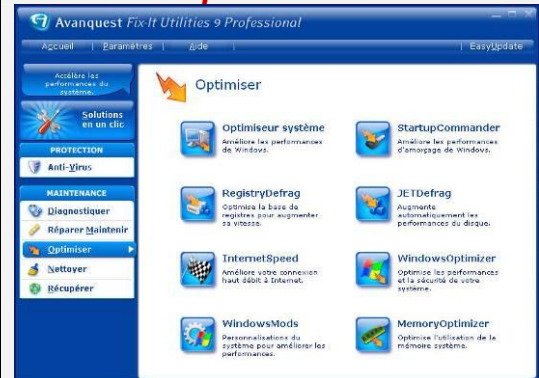 Avanquest Fix-It Utilities 9 Professional
Accueil | Paramètres | Aide | EasyUpdate
Accélère les
performances du
système.
Solutions
en un clic
PROTECTION
Anti-Virus
MAINTENANCE
Diagnostiquer
Réparer Maintenir
Optimiser
Nettoyer
Récupérer
Optimiser
Optimiseur système
Améliore les performances
de Windows.
StartupCommander
Améliore les performances
d'amorçage de Windows.
RegistryDefrag
Optimise la base de
registres pour augmenter
sa vitesse.
JETDefrag
Augmente
automatiquement les
performances du disque.
InternetSpeed
Améliore votre connexion
haut débit à Internet.
WindowsOptimizer
Optimise les performances
et la sécurité de votre
système.
WindowsMods
Personnalisations du
système pour améliorer les
performances.
MemoryOptimizer
Optimise l'utilisation de la
mémoire système.